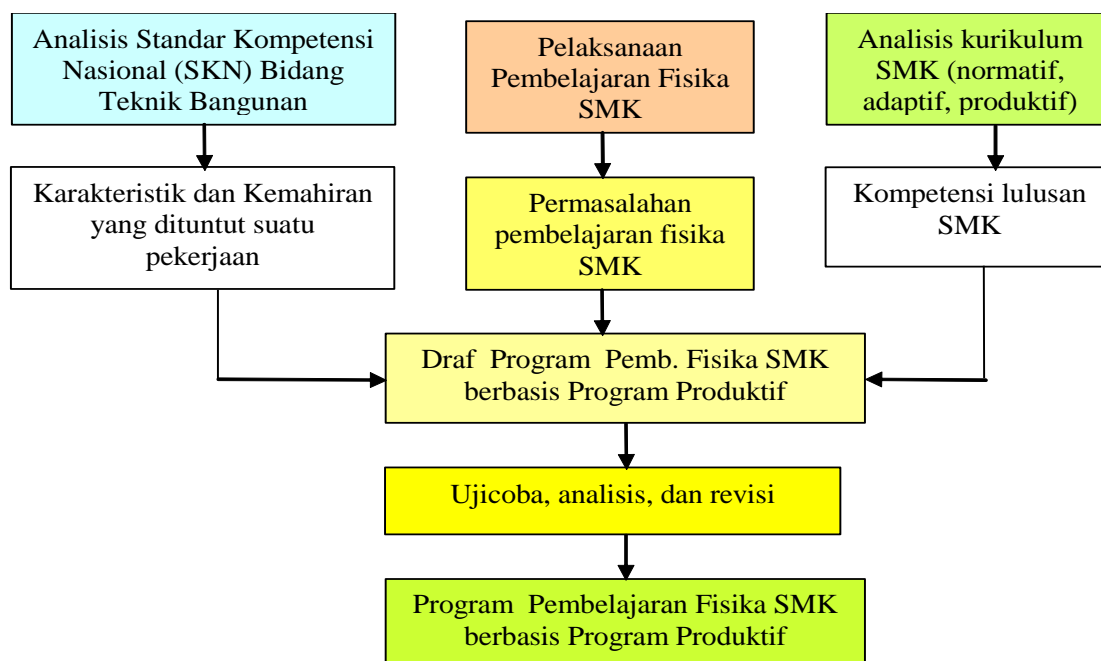 Analisis Standar Kompetensi
Nasional (SKN) Bidang
Teknik Bangunan
Pelaksanaan
Pembelajaran Fisika
SMK
Analisis kurikulum
SMK (normatif,
adaptif, produktif)
Karakteristik dan Kemahiran
yang dituntut suatu
pekerjaan
Permasalahan
pembelajaran fisika
SMK
Kompetensi lulusan
SMK
Draf Program Pemb. Fisika SMK
berbasis Program Produktif
Ujicoba, analisis, dan revisi
Program Pembelajaran Fisika SMK
berbasis Program Produktif